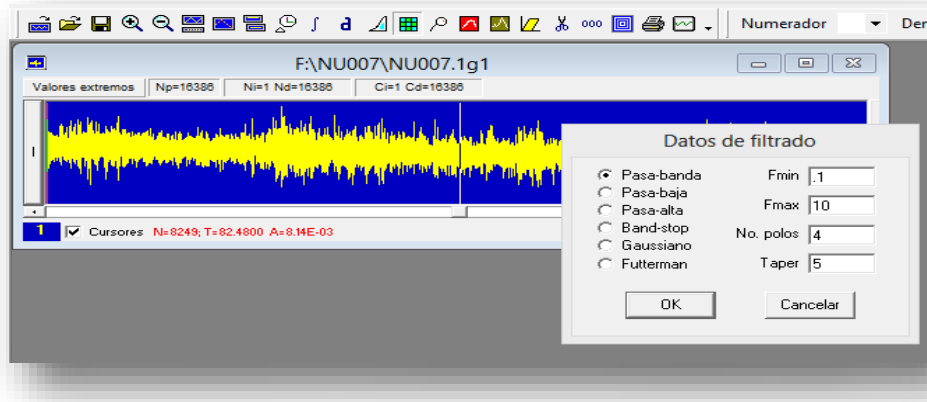 ∫ a ooo Numerador Der
F:\NU007\NU007.1g1
Valores extremos Np=16386 Ni=1 Nd=16386 Ci=1 Cd=16386
1 Cursores N=8249; T=82.4800 A=8.14E-03
Datos de filtrado
Pasa-banda Fmin .1
Pasa-baja
Pasa-alta Fmax 10
Band-stop No. polos 4
Gaussiano
Futterman Taper 5
OK Cancelar